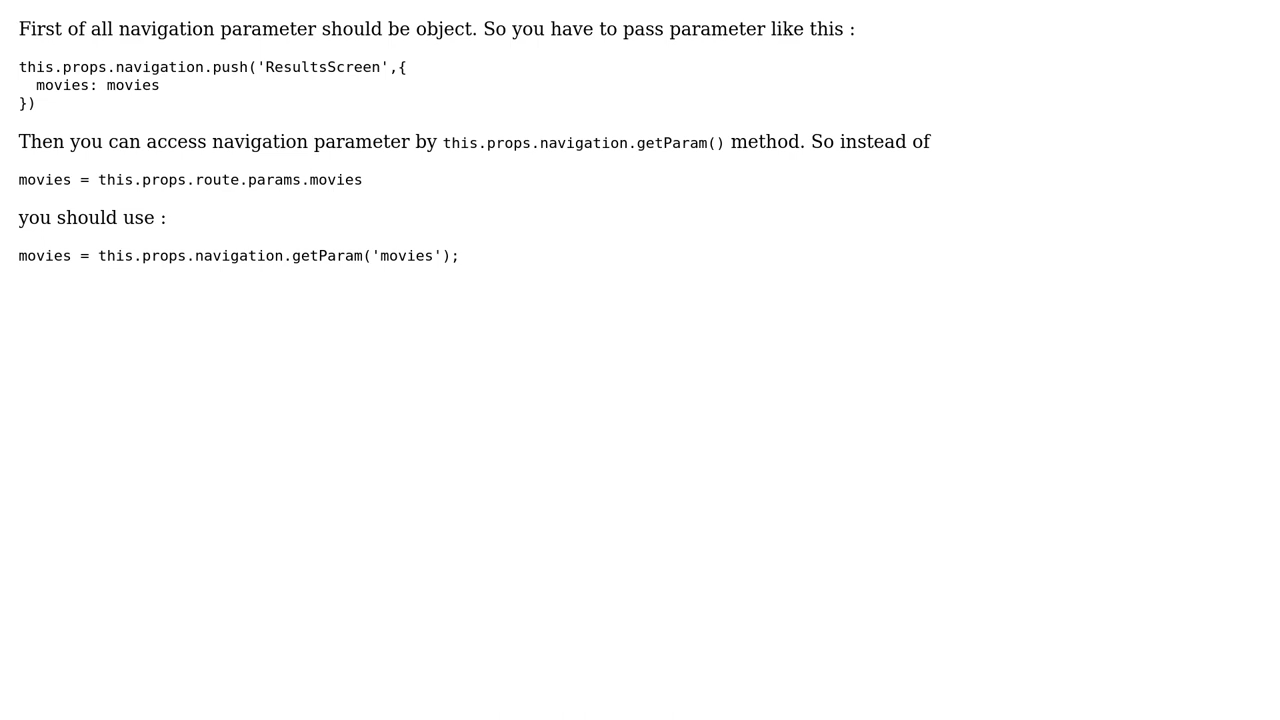 First of all navigation parameter should be object. So you have to pass parameter like this :
this.props.navigation.push('ResultsScreen',{
  movies: movies
})
Then you can access navigation parameter by this.props.navigation.getParam() method. So instead of
movies = this.props.route.params.movies
you should use :
movies = this.props.navigation.getParam('movies');